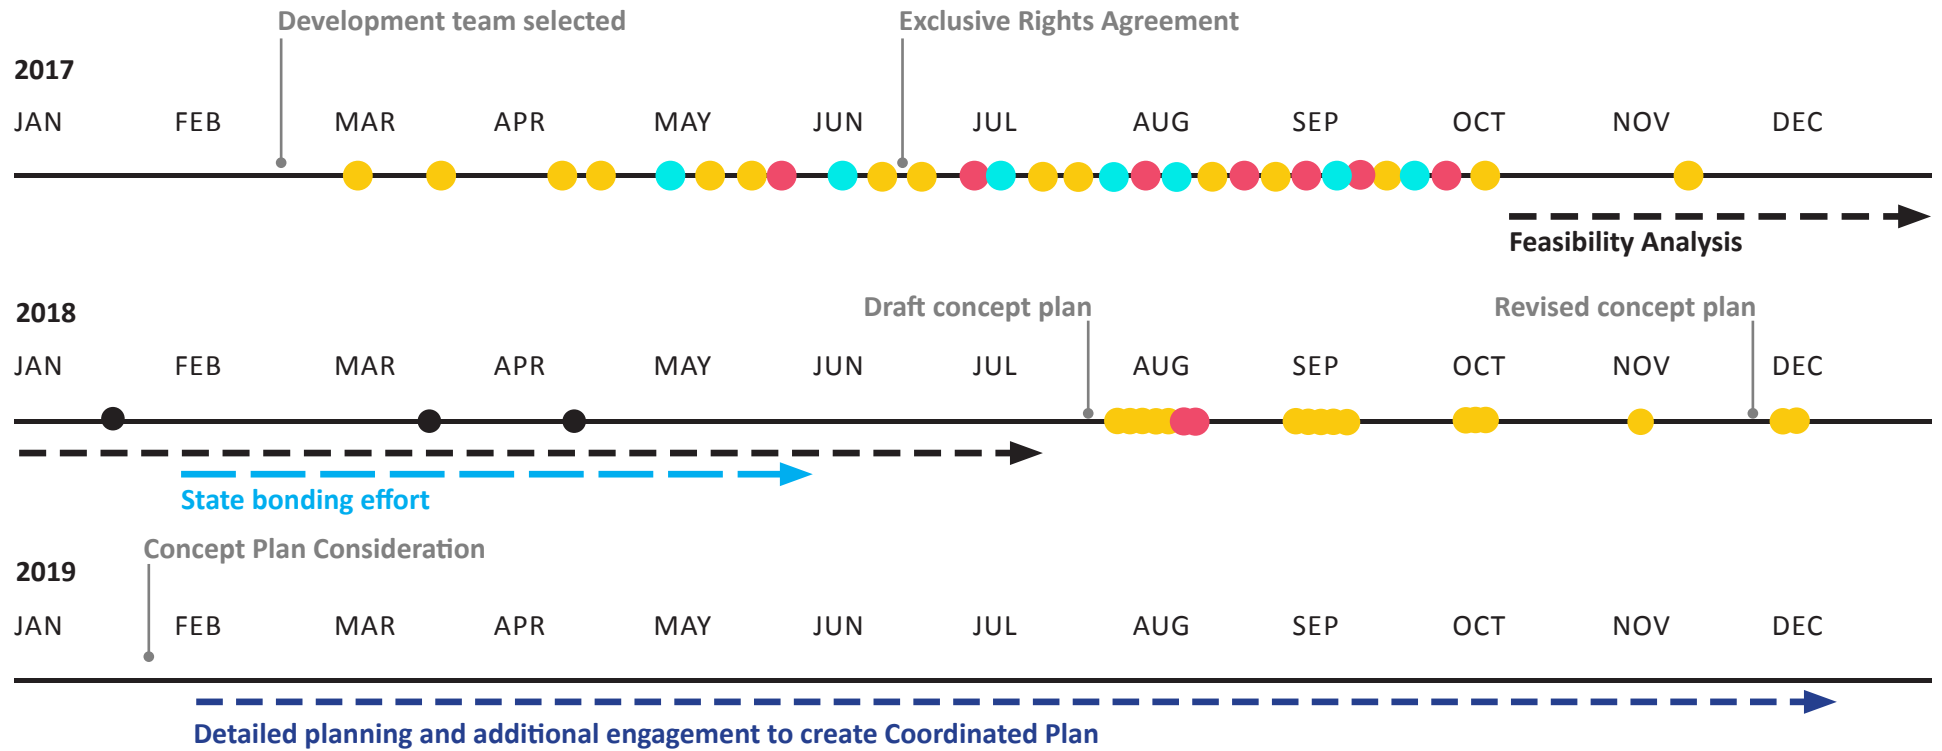 Development team selected Exclusive Rights Agreement
2017
JAN FEB MAR APR MAY JUN JUL AUG SEP OCT NOV DEC
Feasibility Analysis
Draft concept plan Revised concept plan
2018
JAN FEB MAR APR MAY JUN JUL AUG SEP OCT NOV DEC
State bonding effort
Concept Plan Consideration
2019
JAN FEB MAR APR MAY JUN JUL AUG SEP OCT NOV DEC
Detailed planning and additional engagement to create Coordinated Plan